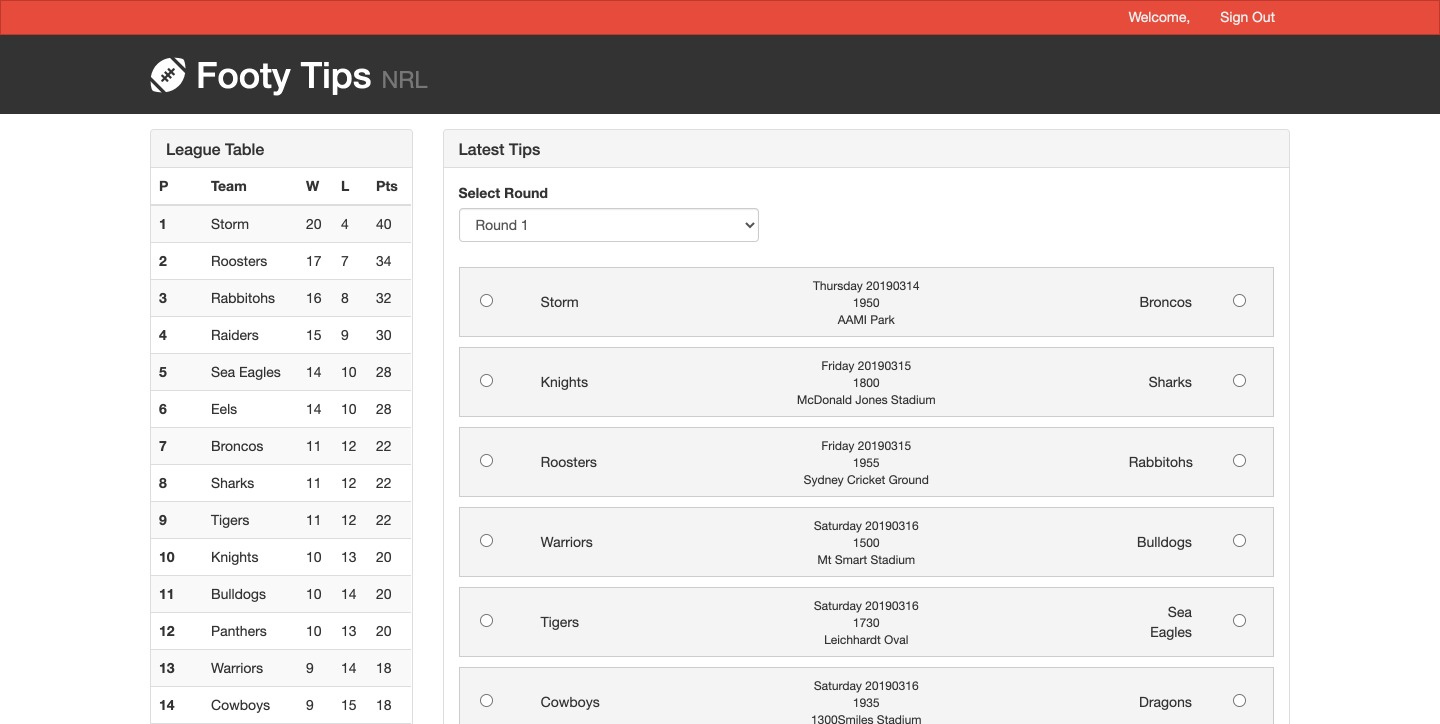 Welcome, Sign Out
Footy Tips NRL
League Table
P Team W L Pts
1 Storm 20 4 40
2 Roosters 17 7 34
3 Rabbitohs 16 8 32
4 Raiders 15 9 30
5 Sea Eagles 14 10 28
6 Eels 14 10 28
7 Broncos 11 12 22
8 Sharks 11 12 22
9 Tigers 11 12 22
10 Knights 10 13 20
11 Bulldogs 10 14 20
12 Panthers 10 13 20
13 Warriors 9 14 18
14 Cowboys 9 15 18
Latest Tips
Select Round
Round 1
Thursday 20190314
Storm 1950 Broncos
AAMI Park
Friday 20190315
Knights 1800 Sharks
McDonald Jones Stadium
Friday 20190315
Roosters 1955 Rabbitohs
Sydney Cricket Ground
Saturday 20190316
Warriors 1500 Bulldogs
Mt Smart Stadium
Saturday 20190316
Tigers 1730 Sea
Eagles
Leichhardt Oval
Saturday 20190316
Cowboys 1935 Dragons
1300Smiles Stadium